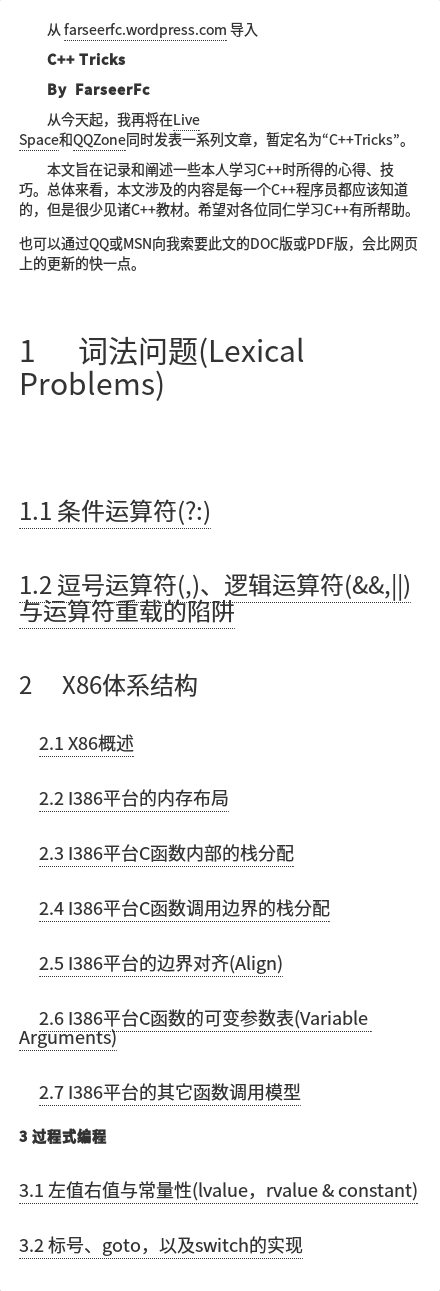 从 farseerfc.wordpress.com 导入
C++ Tricks
By FarseerFc
从今天起，我再将在Live
Space和QQZone同时发表一系列文章，暂定名为“C++Tricks”。
本文旨在记录和阐述一些本人学习C++时所得的心得、技
巧。总体来看，本文涉及的内容是每一个C++程序员都应该知道
的，但是很少见诸C++教材。希望对各位同仁学习C++有所帮助。
也可以通过QQ或MSN向我索要此文的DOC版或PDF版，会比网页
上的更新的快一点。
1 词法问题(Lexical
Problems)
1.1 条件运算符(?:)
1.2 逗号运算符(,)、逻辑运算符(&&,||)
与运算符重载的陷阱
2 X86体系结构
2.1 X86概述
2.2 I386平台的内存布局
2.3 I386平台C函数内部的栈分配
2.4 I386平台C函数调用边界的栈分配
2.5 I386平台的边界对齐(Align)
2.6 I386平台C函数的可变参数表(Variable
Arguments)
2.7 I386平台的其它函数调用模型
3 过程式编程
3.1 左值右值与常量性(lvalue，rvalue & constant)
3.2 标号、goto，以及switch的实现